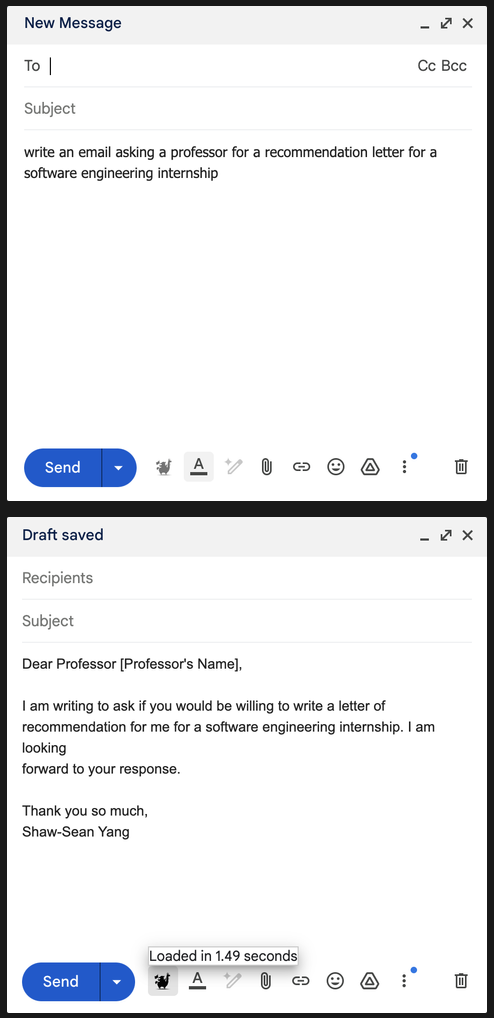 New Message
To
Cc Bcc
Subject
write an email asking a professor for a recommendation letter for a
software engineering internship
Send
A
Draft saved
Recipients
Subject
Dear Professor [Professor's Name],
I am writing to ask if you would be willing to write a letter of
recommendation for me for a software engineering internship. I am
looking
forward to your response.
Thank you so much,
Shaw-Sean Yang
Loaded in 1.49 seconds
Send
A